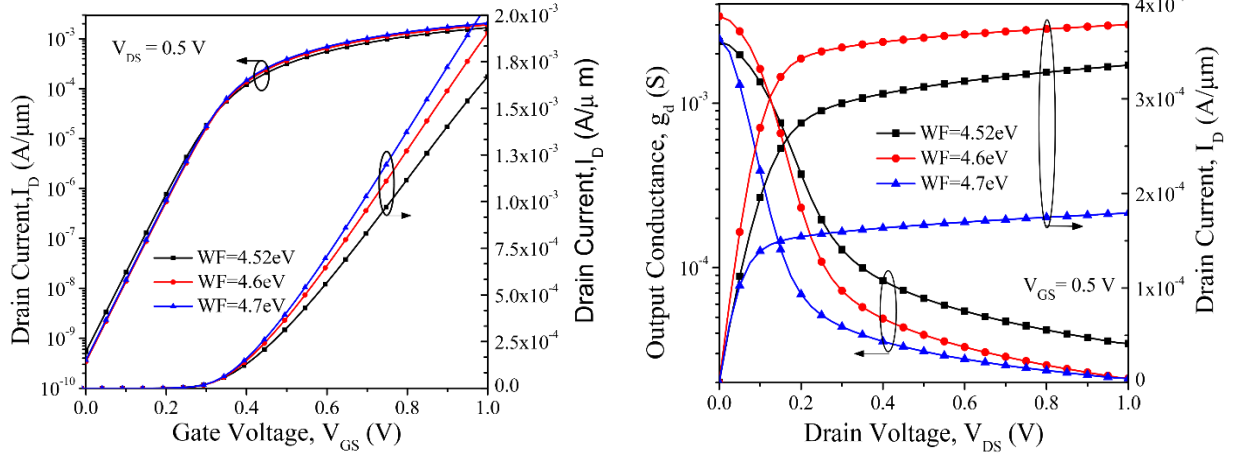 Drain Current,I_D (A/μm)
10⁻³
10⁻⁴
10⁻⁵
10⁻⁶
10⁻⁷
10⁻⁸
10⁻⁹
10⁻¹⁰
V_DS = 0.5 V
WF=4.52eV
WF=4.6eV
WF=4.7eV
0.0 0.2 0.4 0.6 0.8 1.0
Gate Voltage, V_GS (V)
2.0x10⁻³
1.8x10⁻³
1.5x10⁻³
1.3x10⁻³
1.0x10⁻³
7.5x10⁻⁴
5.0x10⁻⁴
2.5x10⁻⁴
0.0
Drain Current,I_D (A/μ m)
Output Conductance, g_d (S)
10⁻³
10⁻⁴
WF=4.52eV
WF=4.6eV
WF=4.7eV
V_GS= 0.5 V
0.0 0.2 0.4 0.6 0.8 1.0
Drain Voltage, V_DS (V)
4x10⁻⁴
3x10⁻⁴
2x10⁻⁴
1x10⁻⁴
0
Drain Current, I_D (A/μm)